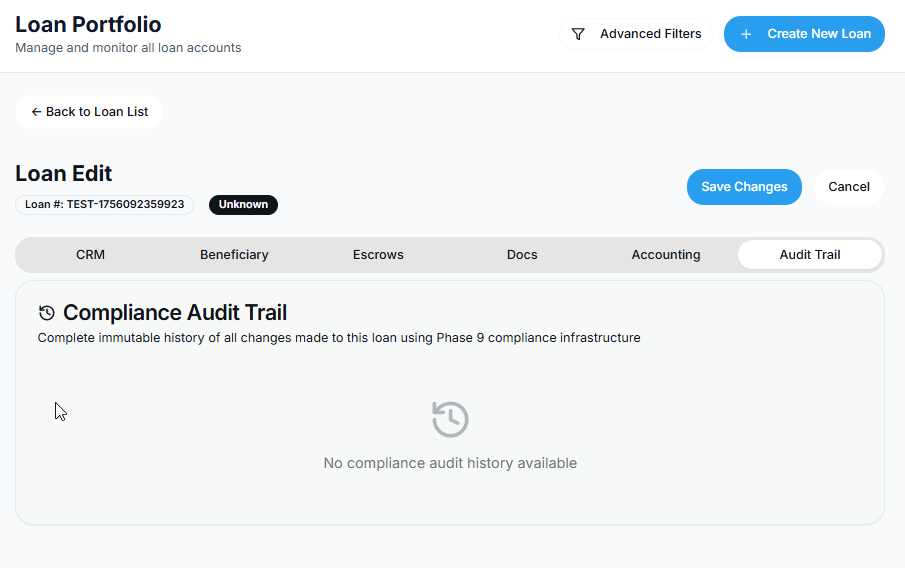 Loan Portfolio
Manage and monitor all loan accounts
Advanced Filters
+ Create New Loan
← Back to Loan List
Loan Edit
Loan #: TEST-1756092359923
Unknown
Save Changes
Cancel
CRM
Beneficiary
Escrows
Docs
Accounting
Audit Trail
Compliance Audit Trail
Complete immutable history of all changes made to this loan using Phase 9 compliance infrastructure
No compliance audit history available